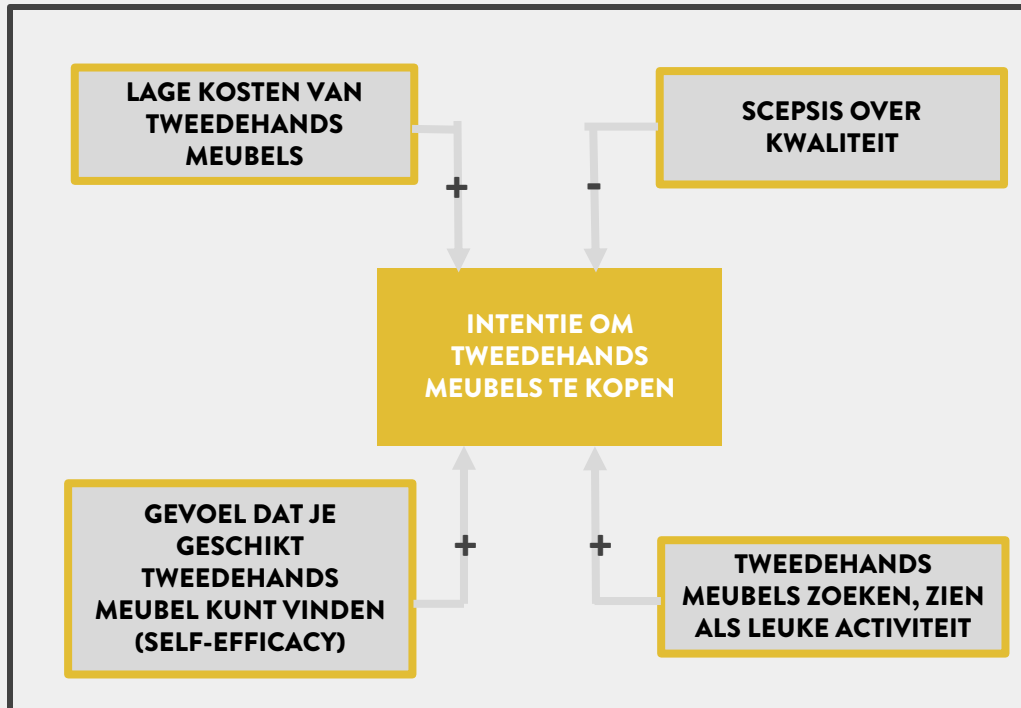 LAGE KOSTEN VAN
TWEEDEHANDS
MEUBELS
SCEPSIS OVER
KWALITEIT
+
-
INTENTIE OM
TWEEDEHANDS
MEUBELS TE KOPEN
GEVOEL DAT JE
GESCHIKT
TWEEDEHANDS
MEUBEL KUNT VINDEN
(SELF-EFFICACY)
+
+
TWEEDEHANDS
MEUBELS ZOEKEN, ZIEN
ALS LEUKE ACTIVITEIT